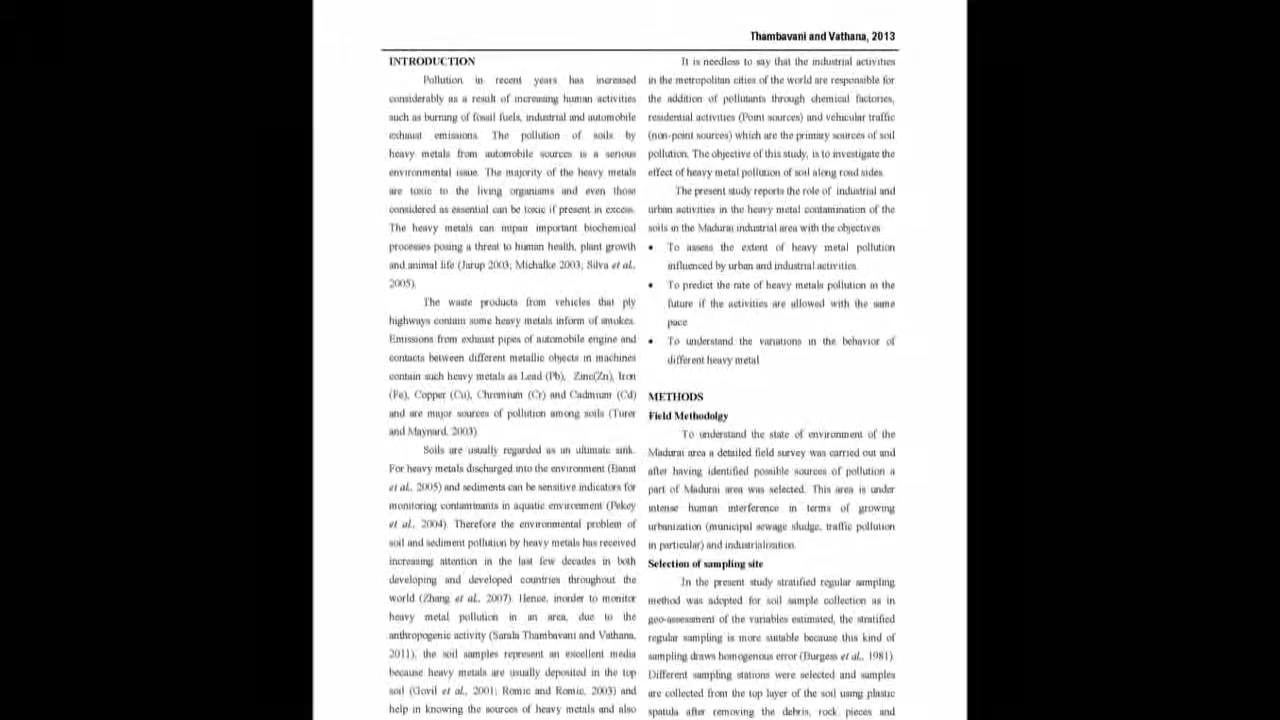 Thambavani and Vathana, 2013
INTRODUCTION
Pollution in recent years has increased
considerably as a result of increasing human activities
such as burning of fossil fuels, industrial and automobile
exhaust emissions. The pollution of soils by
heavy metals from automobile sources is a serious
environmental issue. The majority of the heavy metals
are toxic to the living organisms and even those
considered as essential can be toxic if present in excess.
The heavy metals can impair important biochemical
processes posing a threat to human health, plant growth
and animal life (Jarup 2003; Michalke 2003; Silva et al.,
2005).
The waste products from vehicles that ply
highways contain some heavy metals inform of smokes.
Emissions from exhaust pipes of automobile engine and
contacts between different metallic objects in machines
contain such heavy metals as Lead (Pb), Zinc(Zn), Iron
(Fe), Copper (Cu), Chromium (Cr) and Cadmium (Cd)
and are major sources of pollution among soils (Turer
and Maynard, 2003)
Soils are usually regarded as an ultimate sink.
For heavy metals discharged into the environment (Banat
et al., 2005) and sediments can be sensitive indicators for
monitoring contaminants in aquatic environment (Pekey
et al., 2004). Therefore the environmental problem of
soil and sediment pollution by heavy metals has received
increasing attention in the last few decades in both
developing and developed countries throughout the
world (Zhang et al., 2007). Hence, inorder to monitor
heavy metal pollution in an area, due to the
anthropogenic activity (Sarala Thambavani and Vathana,
2011), the soil samples represent an excellent media
because heavy metals are usually deposited in the top
soil (Govil et al., 2001; Romic and Romic, 2003) and
help in knowing the sources of heavy metals and also
It is needless to say that the industrial activities
in the metropolitan cities of the world are responsible for
the addition of pollutants through chemical factories,
residential activities (Point sources) and vehicular traffic
(non-point sources) which are the primary sources of soil
pollution. The objective of this study, is to investigate the
effect of heavy metal pollution of soil along road sides.
The present study reports the role of industrial and
urban activities in the heavy metal contamination of the
soils in the Madurai industrial area with the objectives
• To assess the extent of heavy metal pollution
influenced by urban and industrial activities.
• To predict the rate of heavy metals pollution in the
future if the activities are allowed with the same
pace
• To understand the variations in the behavior of
different heavy metal
METHODS
Field Methodolgy
To understand the state of environment of the
Madurai area a detailed field survey was carried out and
after having identified possible sources of pollution a
part of Madurai area was selected. This area is under
intense human interference in terms of growing
urbanization (municipal sewage sludge, traffic pollution
in particular) and industrialization.
Selection of sampling site
In the present study stratified regular sampling
method was adopted for soil sample collection as in
geo-assessment of the variables estimated, the stratified
regular sampling is more suitable because this kind of
sampling draws homogenous error (Burgess et al., 1981)
Different sampling stations were selected and samples
are collected from the top layer of the soil using plastic
spatula after removing the debris, rock pieces and